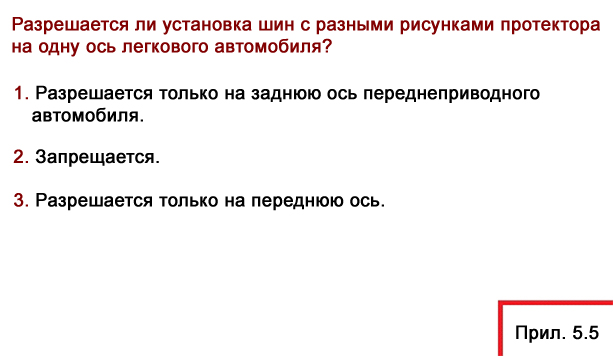 Разрешается ли установка шин с разными рисунками протектора
на одну ось легкового автомобиля?
1. Разрешается только на заднюю ось переднеприводного
автомобиля.
2. Запрещается.
3. Разрешается только на переднюю ось.
Прил. 5.5